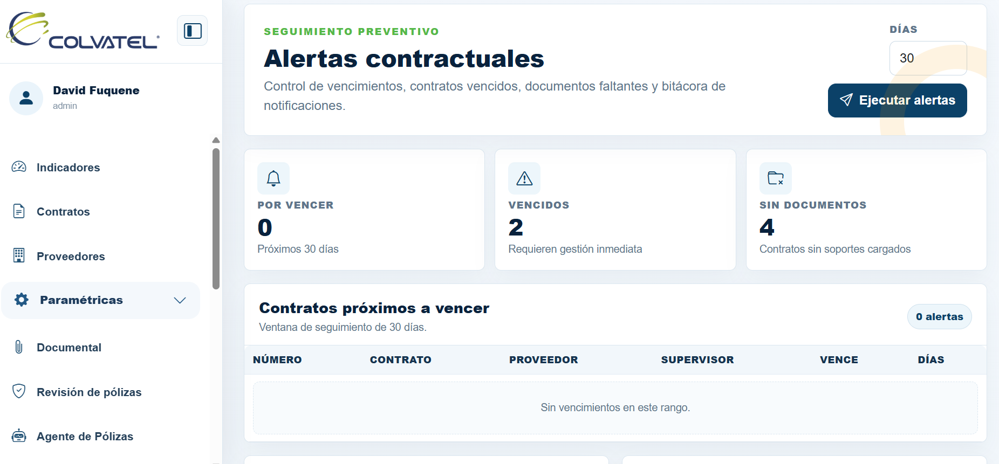 COLVATEL®
David Fuquene
admin
Indicadores
Contratos
Proveedores
Paramétricas
Documental
Revisión de pólizas
Agente de Pólizas
SEGUIMIENTO PREVENTIVO
Alertas contractuales
Control de vencimientos, contratos vencidos, documentos faltantes y bitácora de
notificaciones.
DÍAS
30
Ejecutar alertas
POR VENCER
0
Próximos 30 días
VENCIDOS
2
Requieren gestión inmediata
SIN DOCUMENTOS
4
Contratos sin soportes cargados
Contratos próximos a vencer
Ventana de seguimiento de 30 días.
0 alertas
NÚMERO CONTRATO PROVEEDOR SUPERVISOR VENCE DÍAS
Sin vencimientos en este rango.